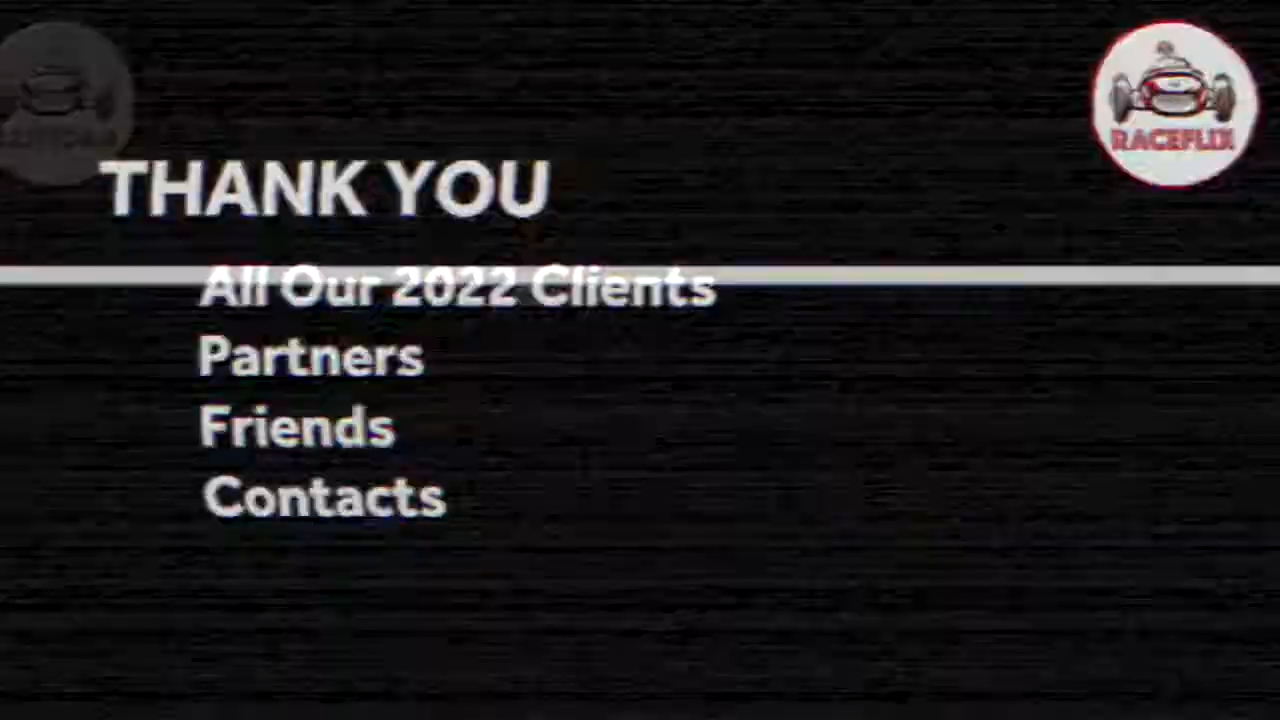 RACEFLIX
THANK YOU
All Our 2022 Clients
Partners
Friends
Contacts